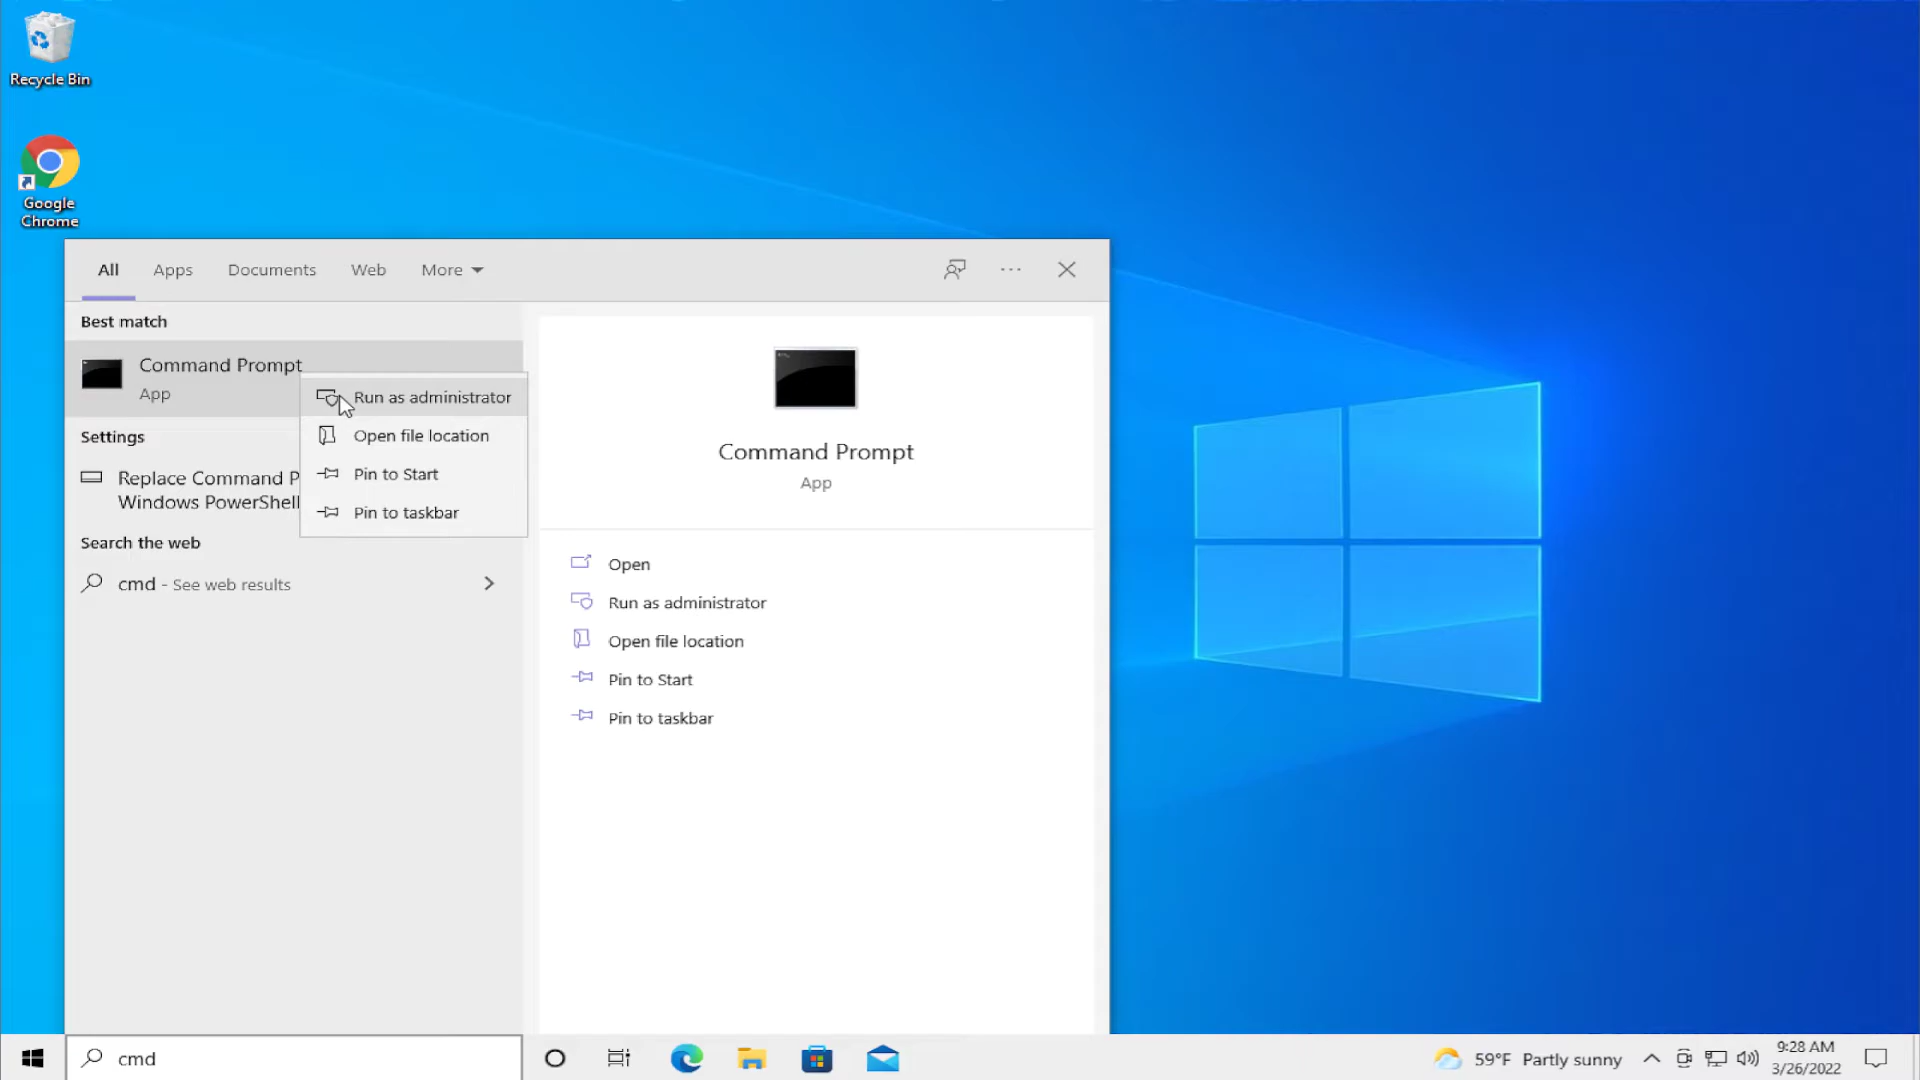 Recycle Bin
Google
Chrome
All Apps Documents Web More
Best match
Command Prompt
App
Run as administrator
Open file location
Pin to Start
Pin to taskbar
Settings
Replace Command P
Windows PowerShell
Search the web
cmd - See web results
Command Prompt
App
Open
Run as administrator
Open file location
Pin to Start
Pin to taskbar
cmd
59°F Partly sunny
9:28 AM
3/26/2022